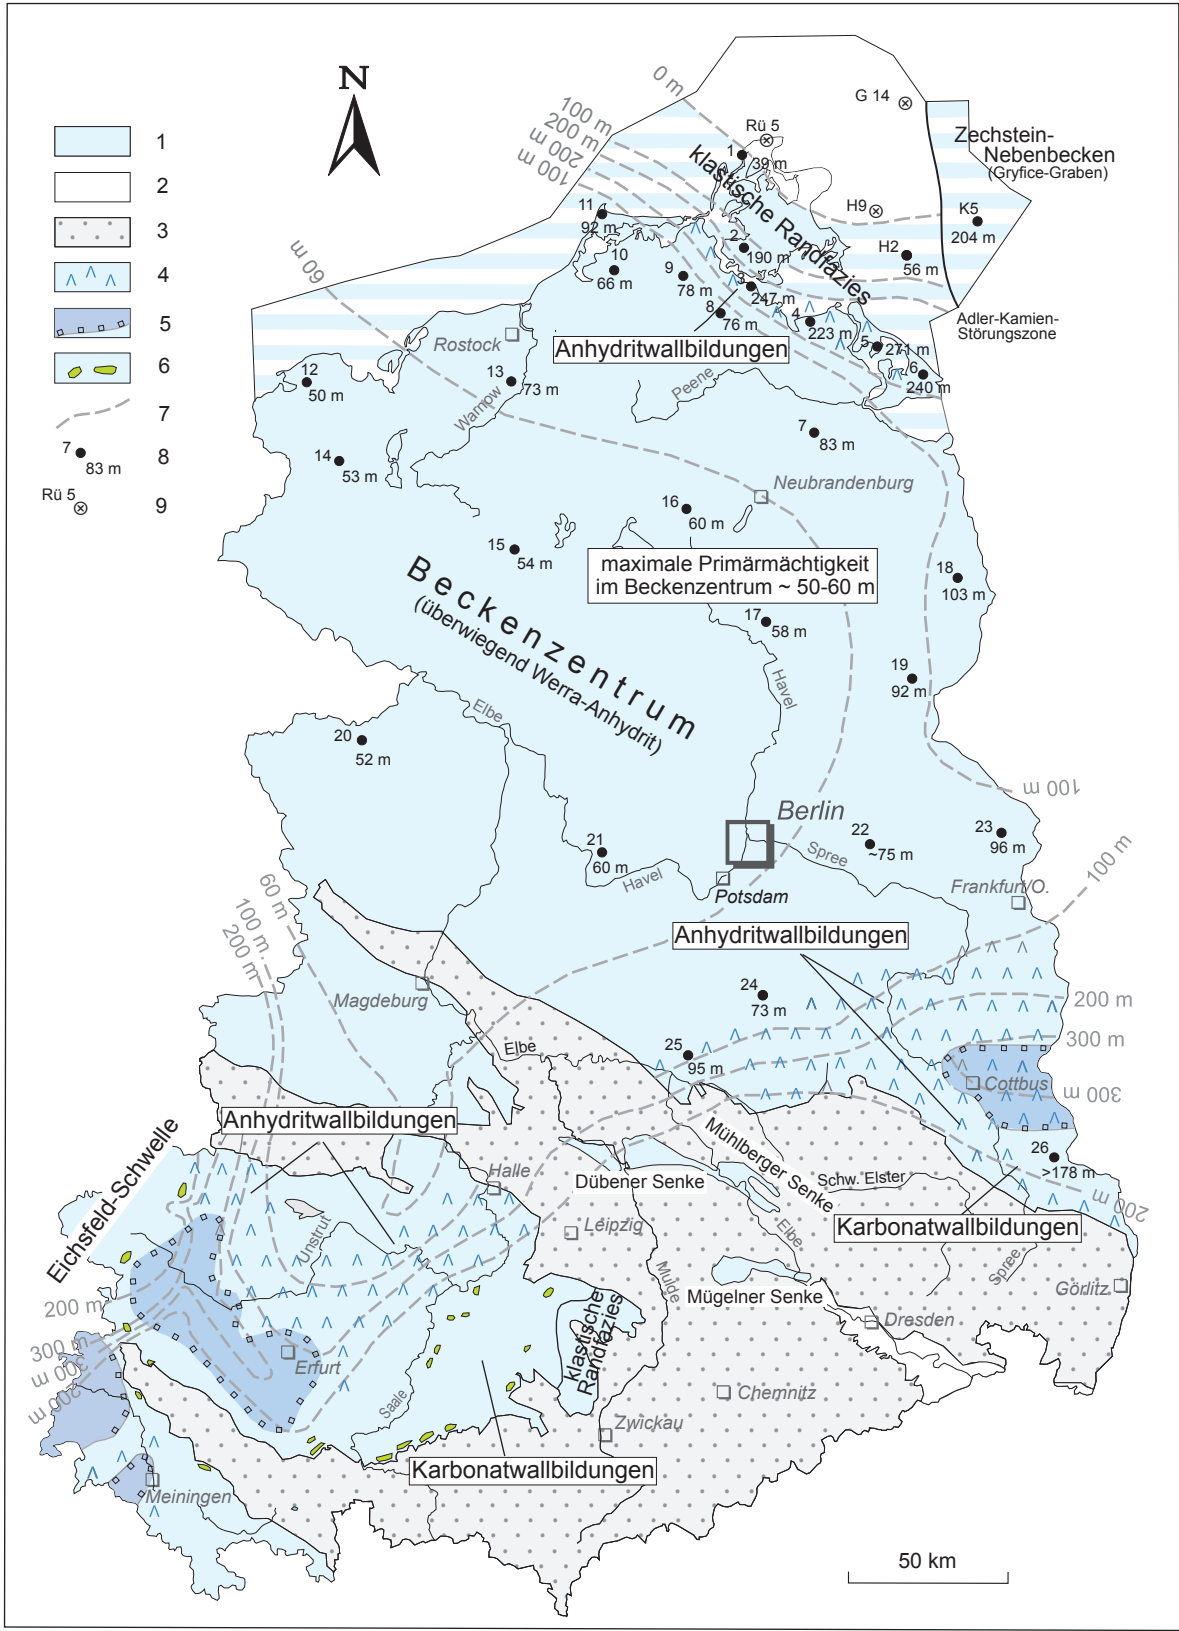 N
1
2
3
4
5
6
7
8
9
7
83 m
Rü 5
0 m
100 m
200 m
200 m
100 m
60 m
G 14
Rü 5
1
39 m
klastische Randfazies
Zechstein-
Nebenbecken
(Gryfice-Graben)
K5
204 m
H9
H2
56 m
11
92 m
10
66 m
9
78 m
8
76 m
2
190 m
3
247 m
4
223 m
5
271 m
6
240 m
Adler-Kamien-
Störungszone
Anhydritwallbildungen
Rostock
12
50 m
13
73 m
Warnow
Peene
7
83 m
14
53 m
Neubrandenburg
16
60 m
15
54 m
maximale Primärmächtigkeit
im Beckenzentrum ~ 50-60 m
18
103 m
17
58 m
Beckenzentrum
(überwiegend Werra-Anhydrit)
19
92 m
Havel
Elbe
20
52 m
100 m
Berlin
21
60 m
22
~75 m
23
96 m
Havel
Spree
Potsdam
Frankfurt/O.
100 m
60 m
100 m
200 m
Anhydritwallbildungen
Magdeburg
24
73 m
200 m
300 m
25
95 m
Elbe
Cottbus
300 m
Anhydritwallbildungen
Eichsfeld-Schwelle
Mühlberger Senke
26
>178 m
Halle
Dübener Senke
Schw. Elster
200 m
Karbonatwallbildungen
Unstrut
Leipzig
Elbe
Spree
Mulde
Mügelner Senke
Görlitz
200 m
300 m
300 m
200 m
Erfurt
klastische
Randfazies
Dresden
Saale
Chemnitz
Zwickau
Karbonatwallbildungen
Meiningen
50 km